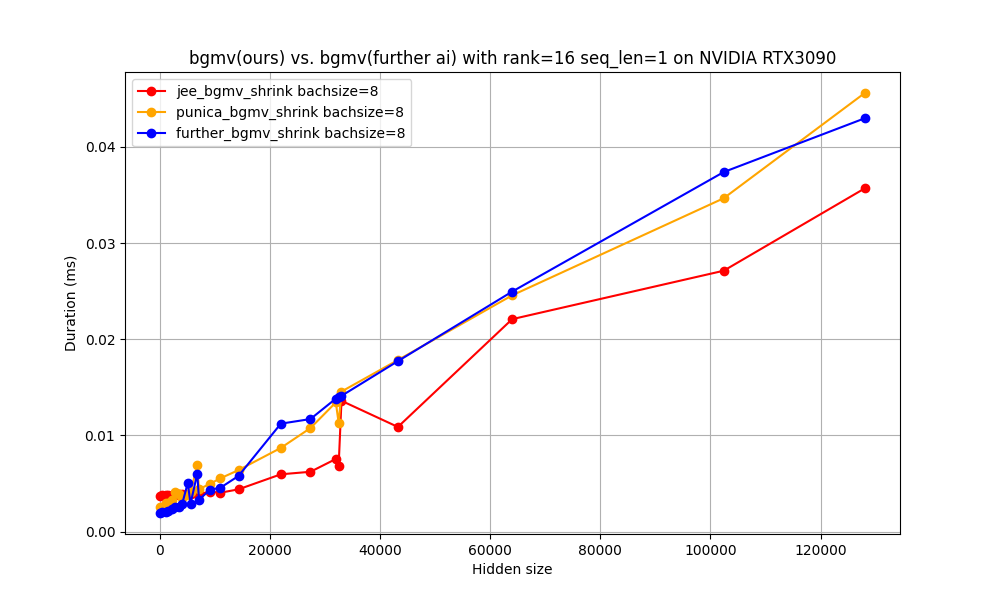 bgmv(ours) vs. bgmv(further ai) with rank=16 seq_len=1 on NVIDIA RTX3090
jee_bgmv_shrink bachsize=8
punica_bgmv_shrink bachsize=8
further_bgmv_shrink bachsize=8
0.04
0.03
0.02
0.01
0.00
Duration (ms)
0 20000 40000 60000 80000 100000 120000
Hidden size